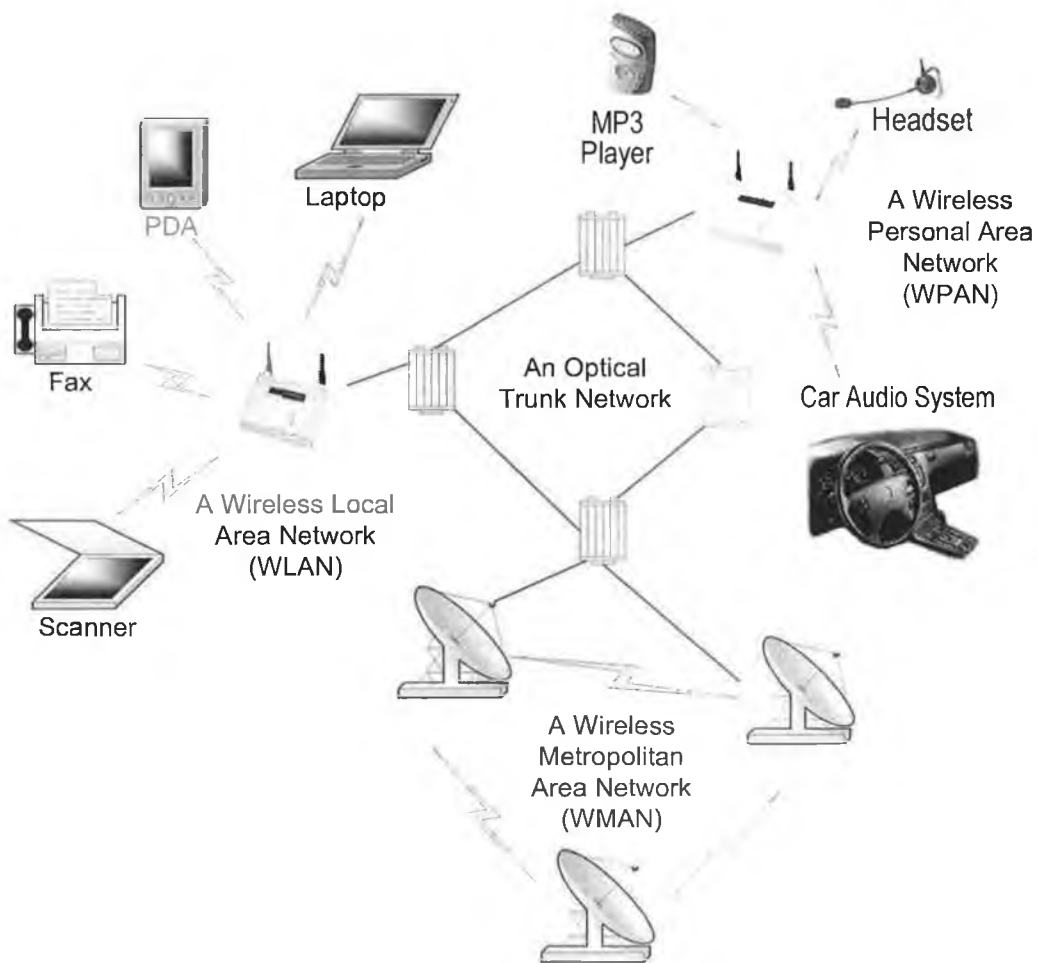 MP3
Player
Headset
PDA
Laptop
A Wireless
Personal Area
Network
(WPAN)
Fax
An Optical
Trunk Network
Car Audio System
A Wireless Local
Area Network
(WLAN)
Scanner
A Wireless
Metropolitan
Area Network
(WMAN)